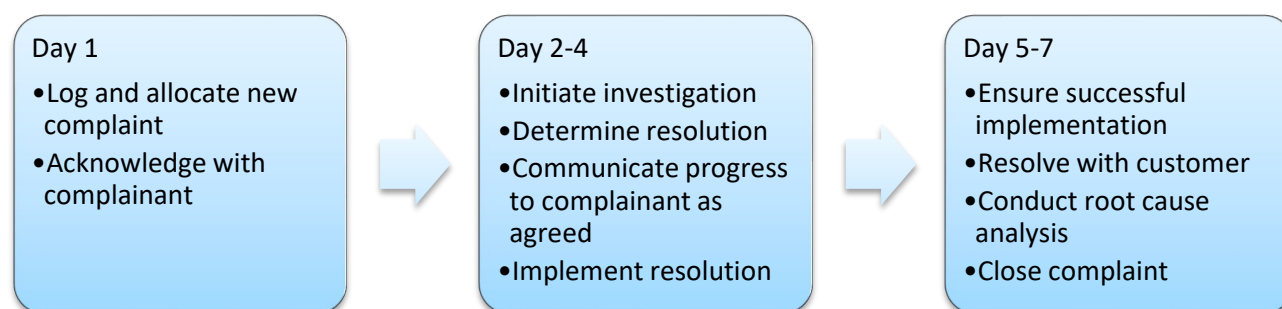 Day 1
•Log and allocate new
complaint
•Acknowledge with
complainant
Day 2-4
•Initiate investigation
•Determine resolution
•Communicate progress
to complainant as
agreed
•Implement resolution
Day 5-7
•Ensure successful
implementation
•Resolve with customer
•Conduct root cause
analysis
•Close complaint